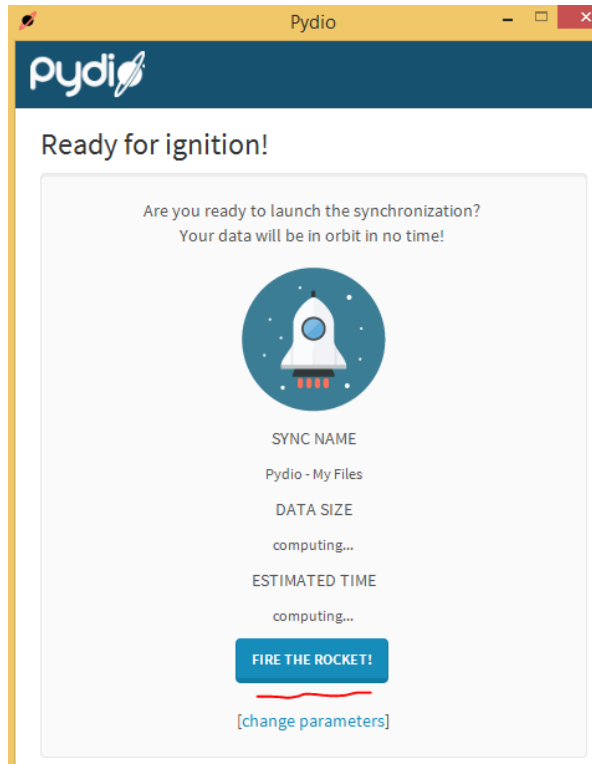 Pydio
pydio
Ready for ignition!
Are you ready to launch the synchronization?
Your data will be in orbit in no time!
SYNC NAME
Pydio - My Files
DATA SIZE
computing...
ESTIMATED TIME
computing...
FIRE THE ROCKET!
[change parameters]